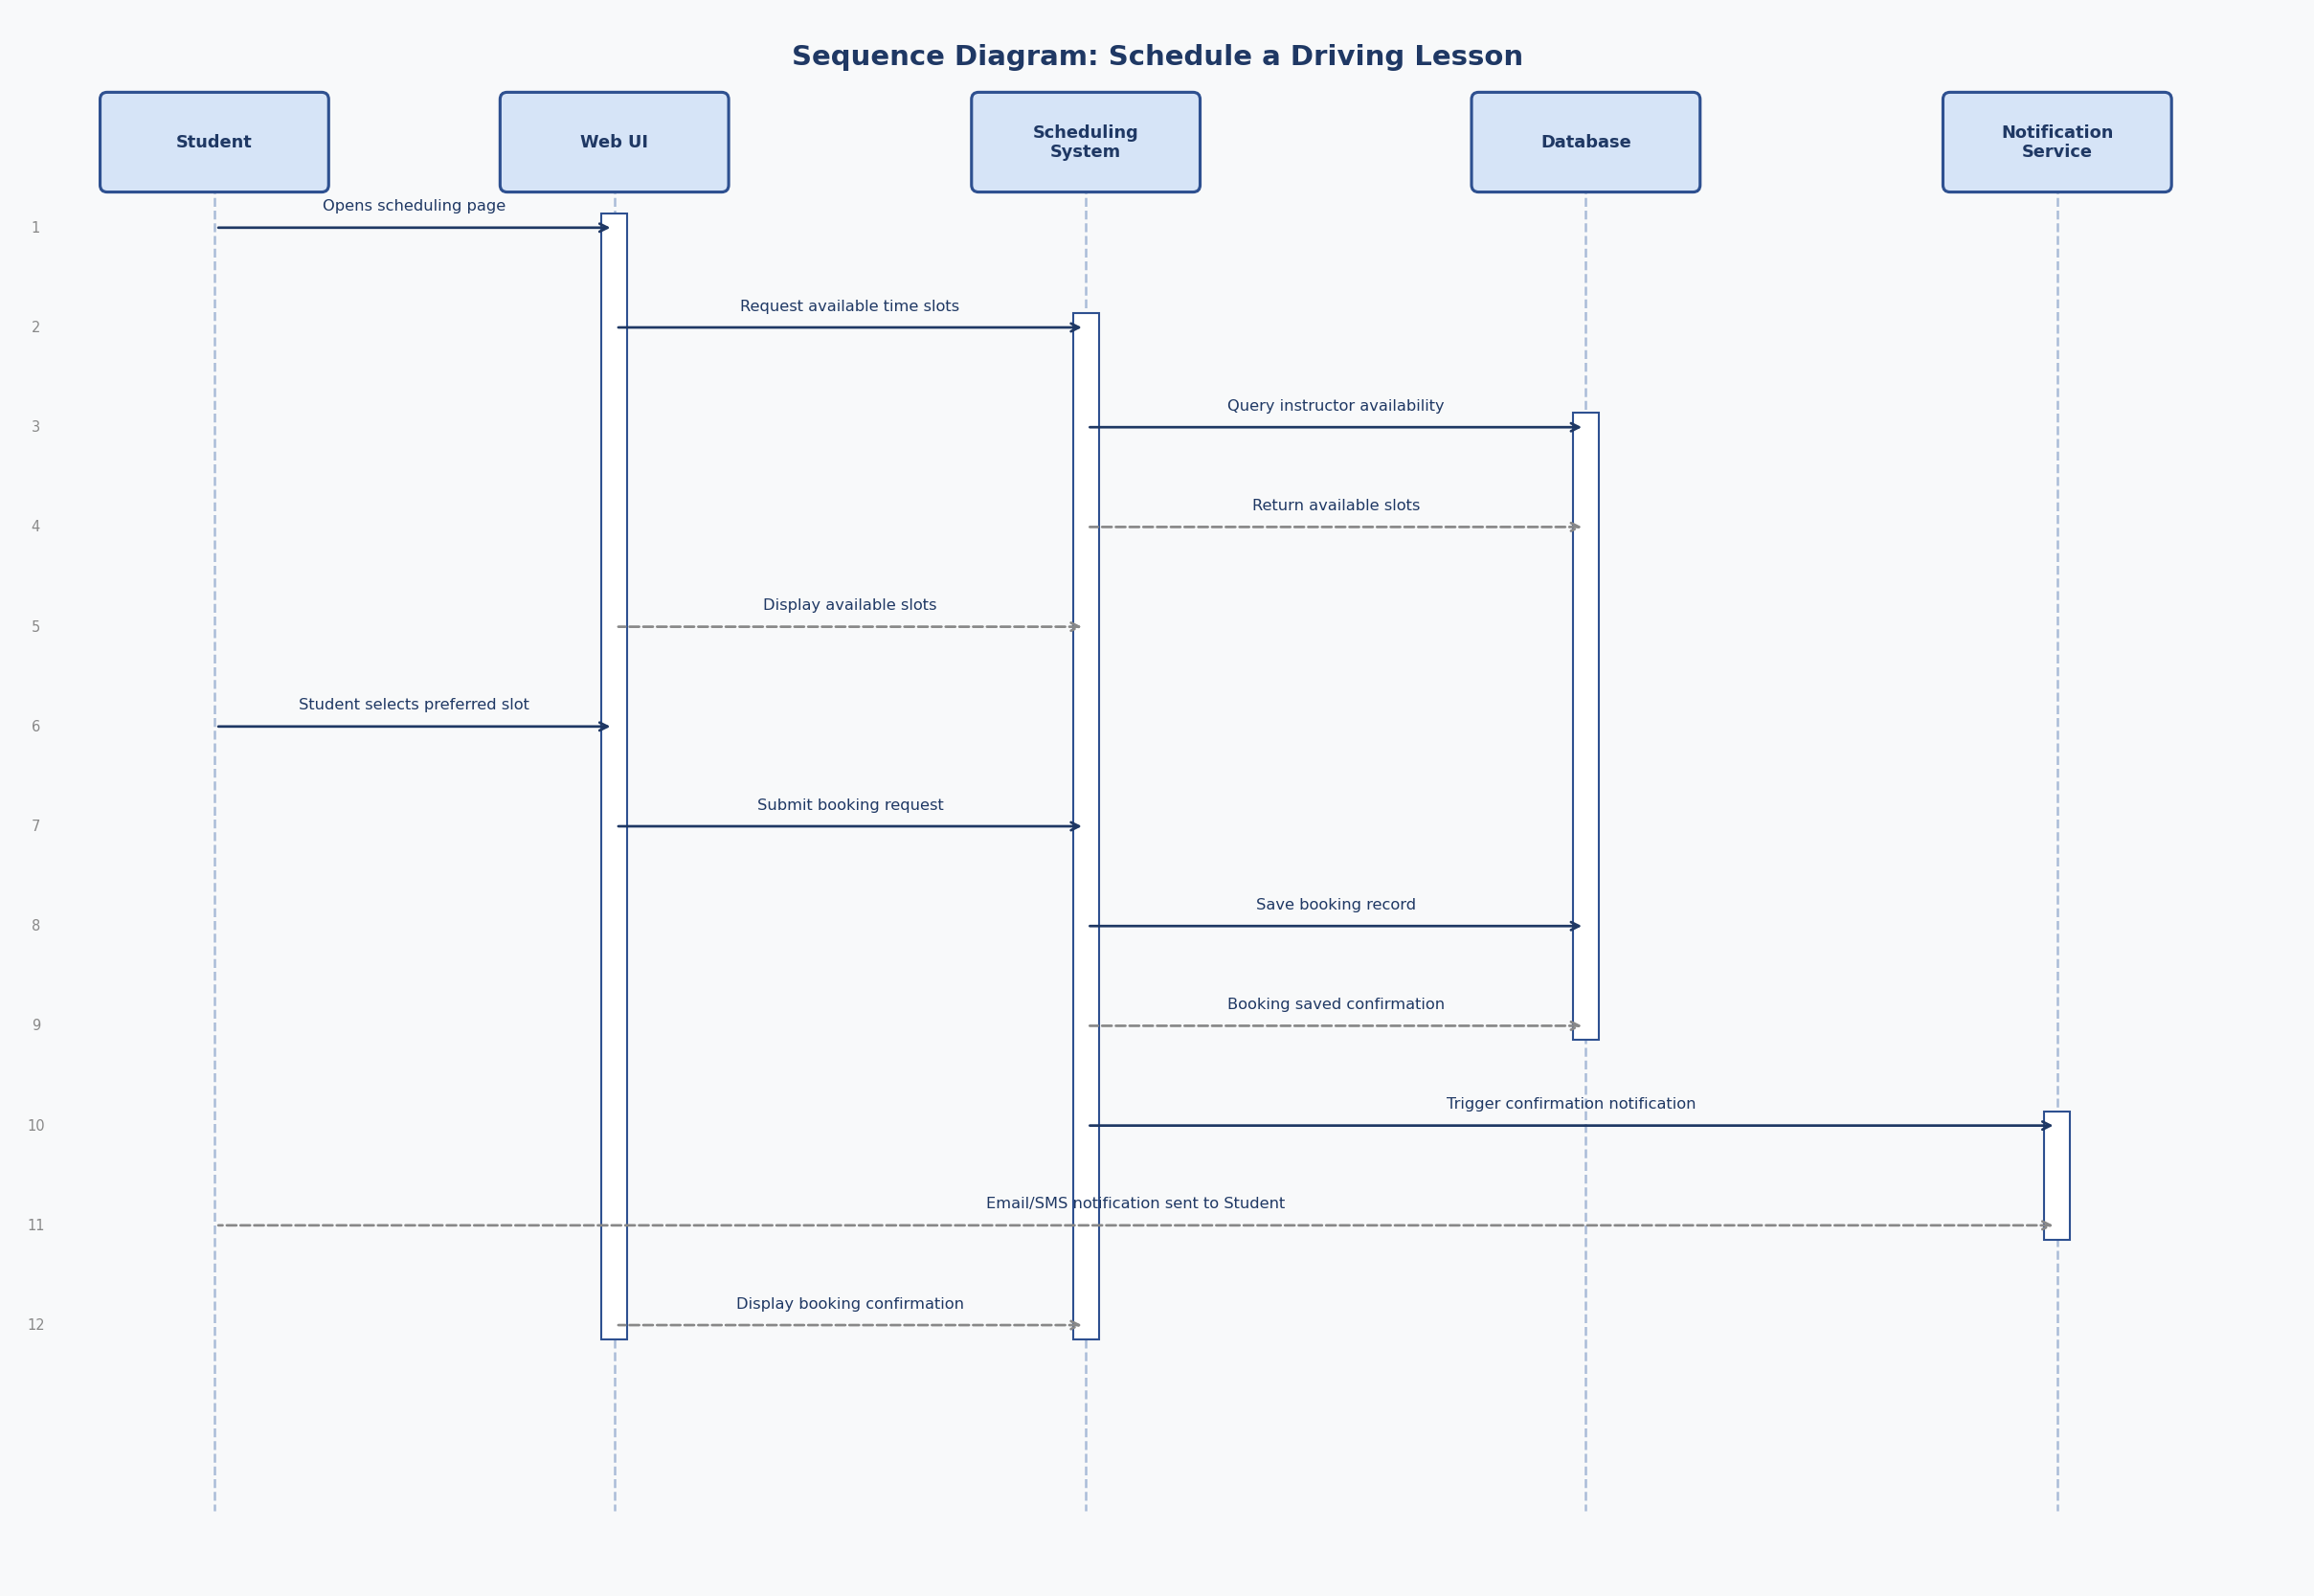 Sequence Diagram: Schedule a Driving Lesson
Student
Web UI
Scheduling
System
Database
Notification
Service
Opens scheduling page
1
Request available time slots
2
Query instructor availability
3
Return available slots
4
Display available slots
5
Student selects preferred slot
6
Submit booking request
7
Save booking record
8
Booking saved confirmation
9
Trigger confirmation notification
10
Email/SMS notification sent to Student
11
Display booking confirmation
12